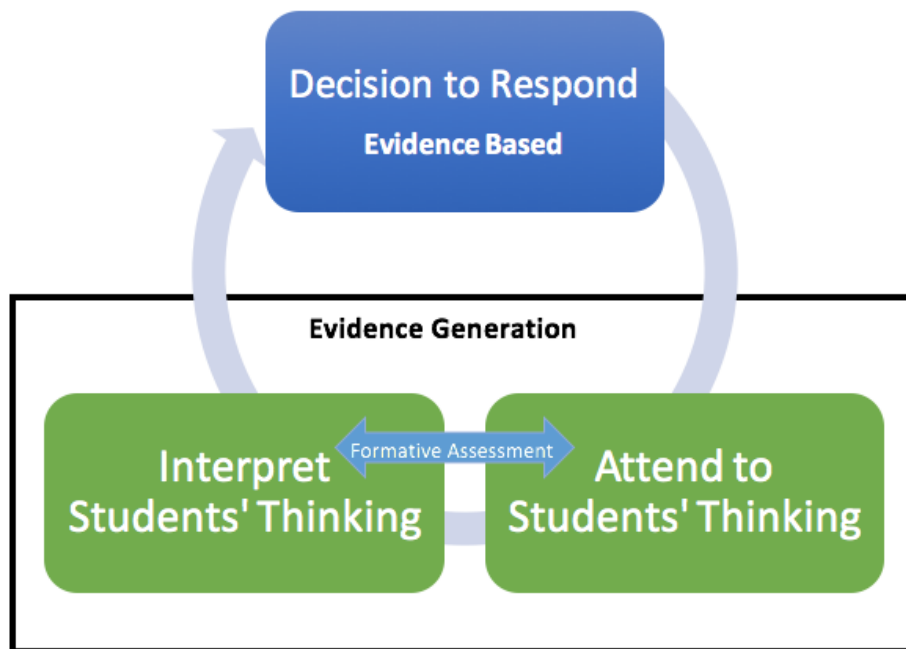 Decision to Respond
Evidence Based
Evidence Generation
Interpret
Students' Thinking
Formative Assessment
Attend to
Students' Thinking